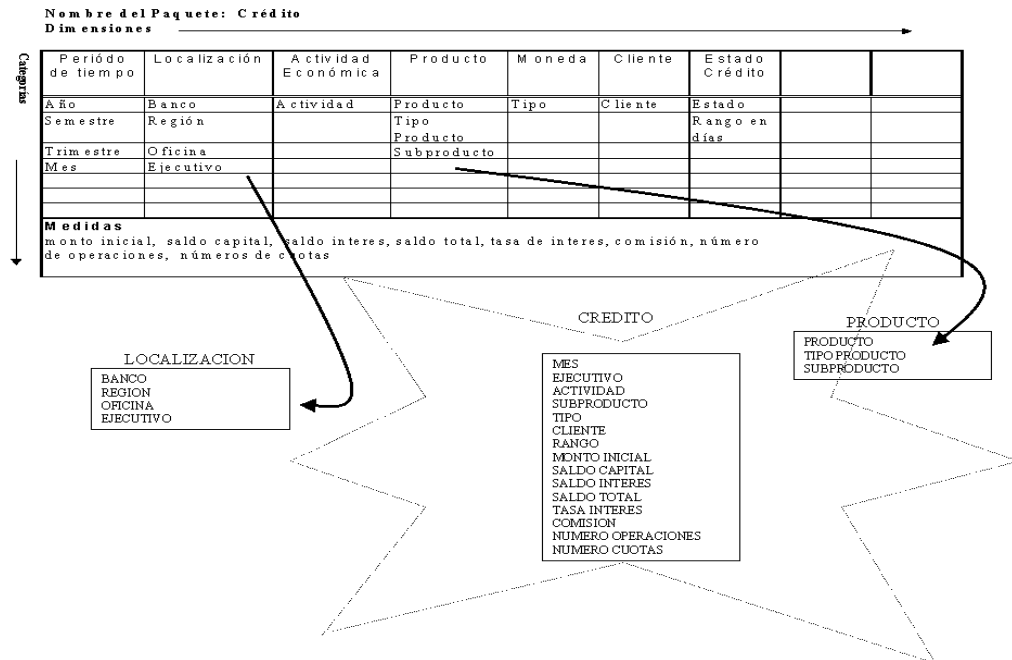 Nombre del Paquete: Crédito
Dimensiones
Categorías
Periódo de tiempo
Localización
Actividad Económica
Producto
Moneda
Cliente
Estado Crédito
Año
Banco
Actividad
Producto
Tipo
Cliente
Estado
Semestre
Región
Tipo Producto
Rango en días
Trimestre
Oficina
Subproducto
Mes
Ejecutivo
Medidas
monto inicial, saldo capital, saldo interes, saldo total, tasa de interes, comisión, número
de operaciones, números de cuotas
CREDITO
MES
EJECUTIVO
ACTIVIDAD
SUBPRODUCTO
TIPO
CLIENTE
RANGO
MONTO INICIAL
SALDO CAPITAL
SALDO INTERES
SALDO TOTAL
TASA INTERES
COMISION
NUMERO OPERACIONES
NUMERO CUOTAS
PRODUCTO
PRODUCTO
TIPO PRODUCTO
SUBPRODUCTO
LOCALIZACION
BANCO
REGION
OFICINA
EJECUTIVO